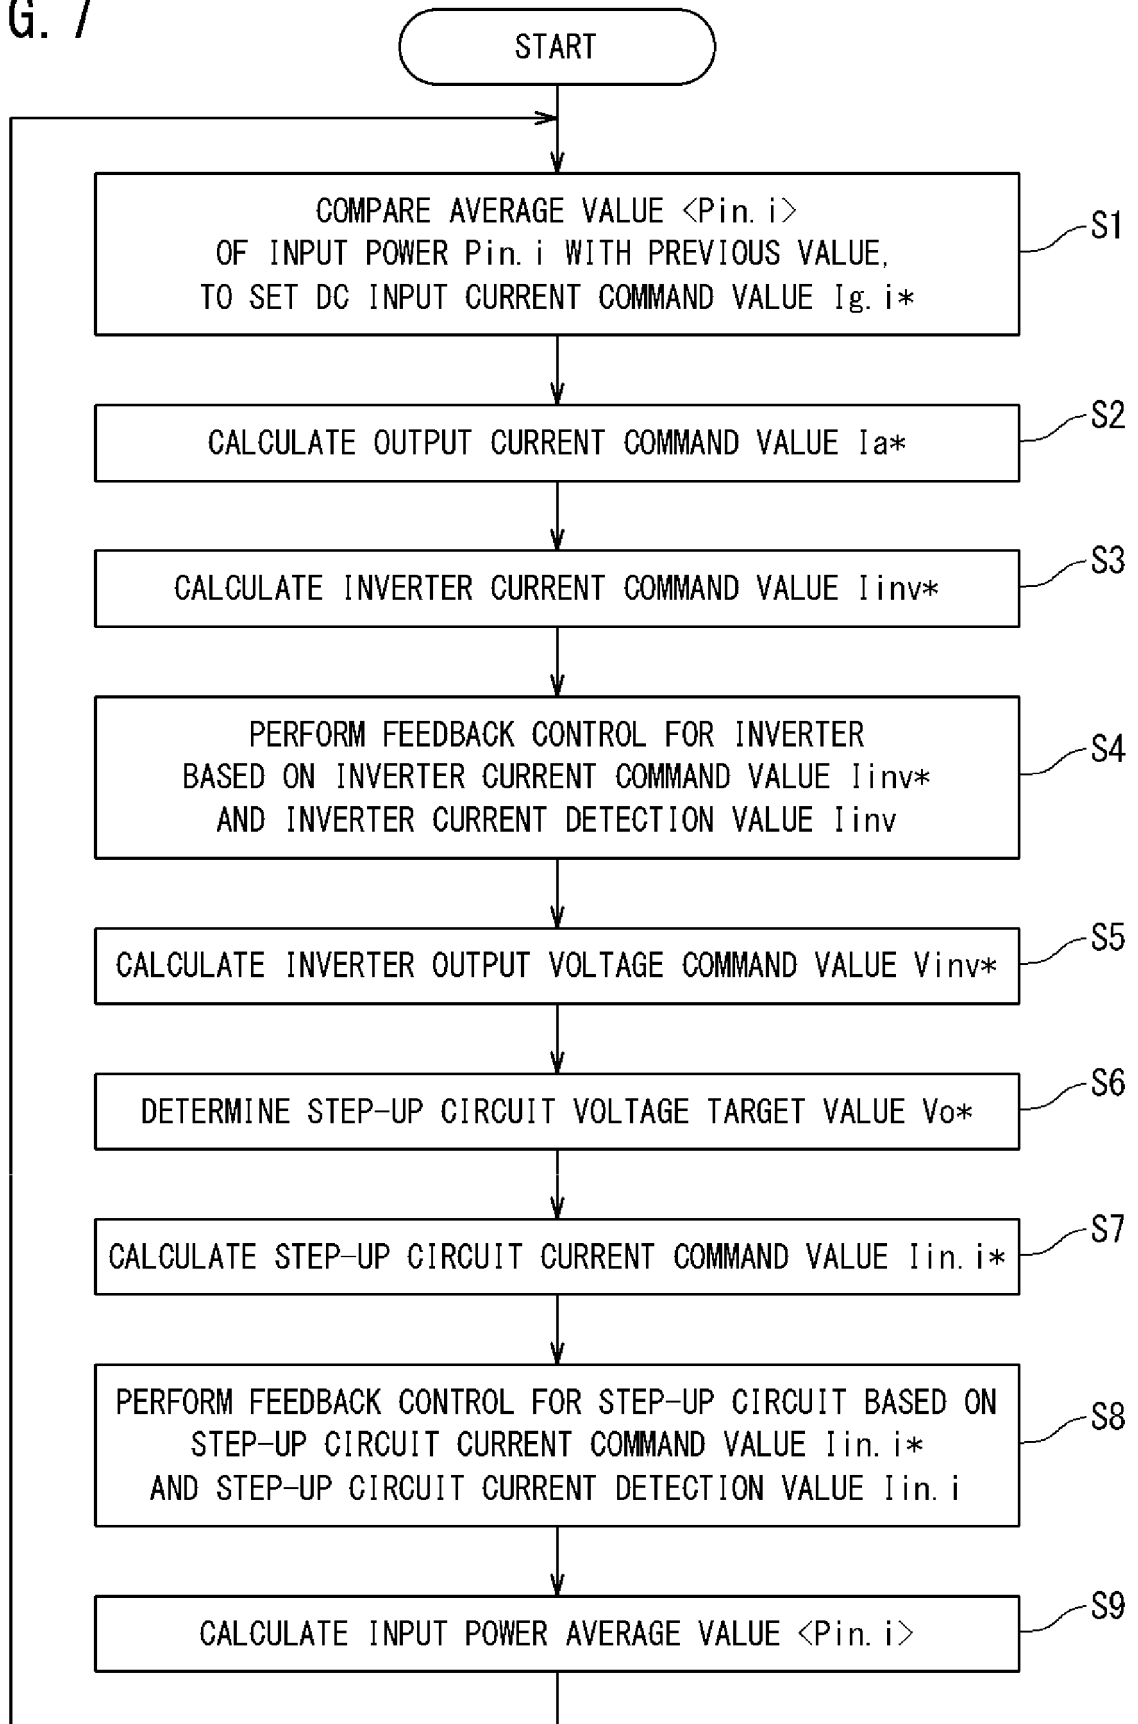 G. 7
START
COMPARE AVERAGE VALUE <Pin. i>
OF INPUT POWER Pin. i WITH PREVIOUS VALUE,
TO SET DC INPUT CURRENT COMMAND VALUE Ig. i*
S1
CALCULATE OUTPUT CURRENT COMMAND VALUE Ia*
S2
CALCULATE INVERTER CURRENT COMMAND VALUE Iinv*
S3
PERFORM FEEDBACK CONTROL FOR INVERTER
BASED ON INVERTER CURRENT COMMAND VALUE Iinv*
AND INVERTER CURRENT DETECTION VALUE Iinv
S4
CALCULATE INVERTER OUTPUT VOLTAGE COMMAND VALUE Vinv*
S5
DETERMINE STEP-UP CIRCUIT VOLTAGE TARGET VALUE Vo*
S6
CALCULATE STEP-UP CIRCUIT CURRENT COMMAND VALUE Iin. i*
S7
PERFORM FEEDBACK CONTROL FOR STEP-UP CIRCUIT BASED ON
STEP-UP CIRCUIT CURRENT COMMAND VALUE Iin. i*
AND STEP-UP CIRCUIT CURRENT DETECTION VALUE Iin. i
S8
CALCULATE INPUT POWER AVERAGE VALUE <Pin. i>
S9